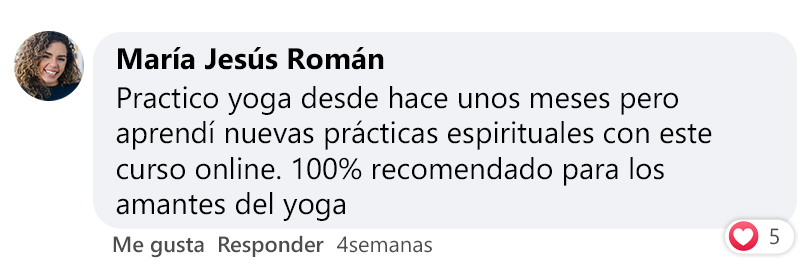 María Jesús Román
Practico yoga desde hace unos meses pero
aprendí nuevas prácticas espirituales con este
curso online. 100% recomendado para los
amantes del yoga
Me gusta Responder 4semanas
5